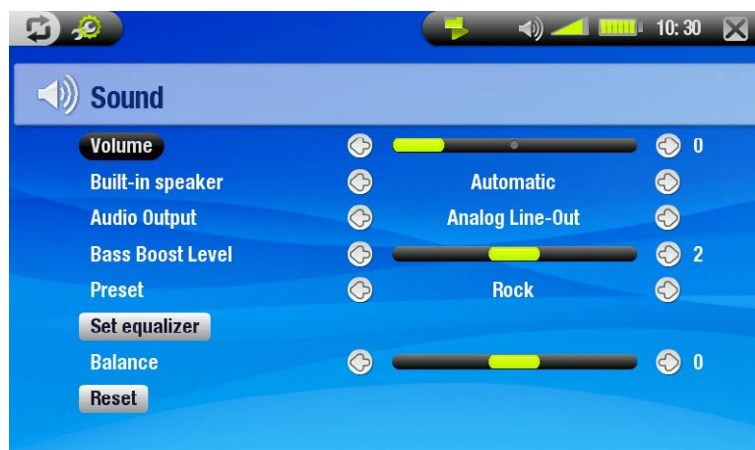 10:30
Sound
Volume 0
Built-in speaker Automatic
Audio Output Analog Line-Out
Bass Boost Level 2
Preset Rock
Set equalizer
Balance 0
Reset